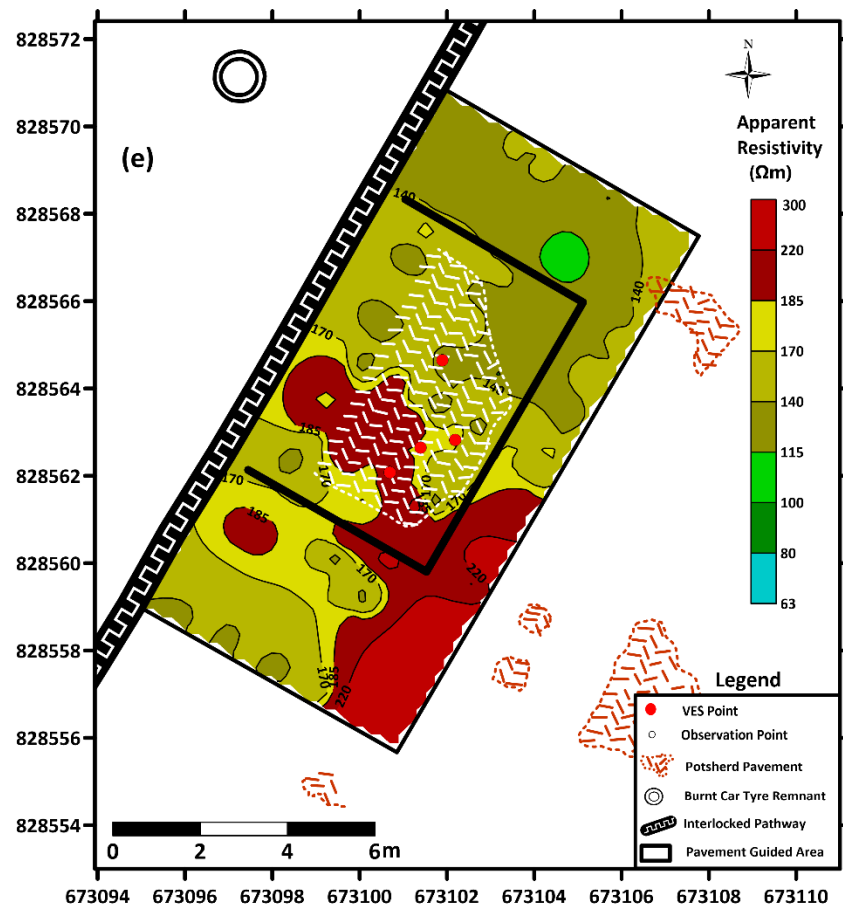 828572
828570
828568
828566
828564
828562
828560
828558
828556
828554
(e)
N
Apparent
Resistivity
(Ωm)
300
220
185
170
140
115
100
80
63
140
140
170
140
185
170
170
170
185
170
220
170
185
170
220
Legend
VES Point
Observation Point
Potsherd Pavement
Burnt Car Tyre Remnant
Interlocked Pathway
Pavement Guided Area
0 2 4 6m
673094 673096 673098 673100 673102 673104 673106 673108 673110